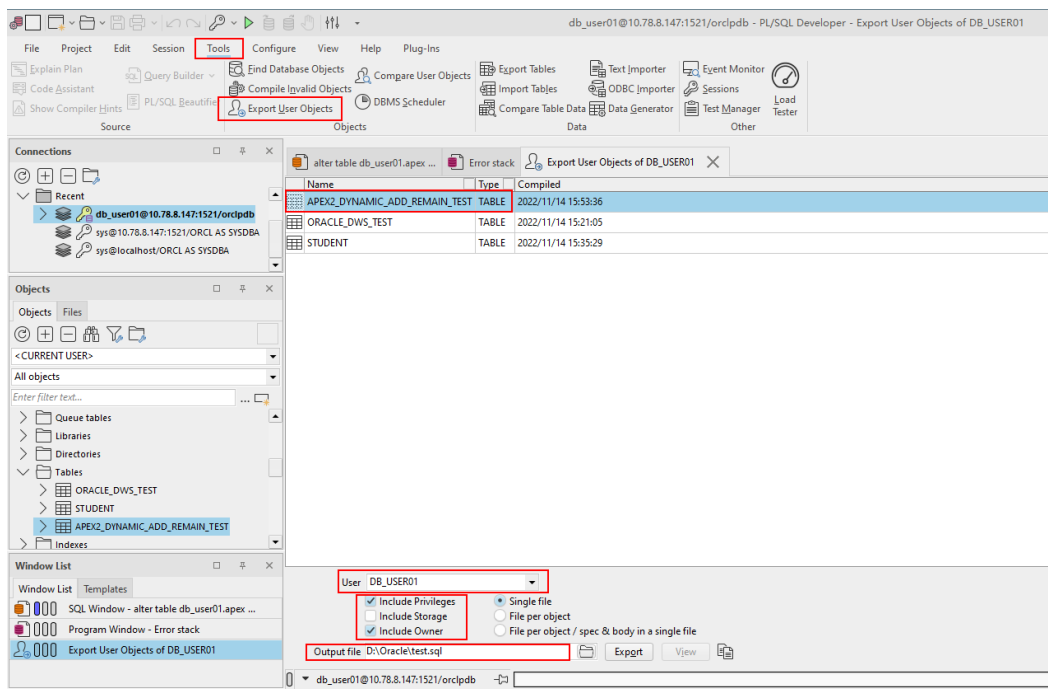 db_user01@10.78.8.147:1521/orclpdb - PL/SQL Developer - Export User Objects of DB_USER01
File Project Edit Session Tools Configure View Help Plug-Ins
Explain Plan
Code Assistant
Show Compiler Hints
Query Builder
PL/SQL Beautifie
Source
Find Database Objects
Compile Invalid Objects
Export User Objects
Compare User Objects
DBMS Scheduler
Objects
Export Tables
Import Tables
Compare Table Data
Text Importer
ODBC Importer
Data Generator
Data
Event Monitor
Sessions
Test Manager
Load
Tester
Other
Connections
Recent
db_user01@10.78.8.147:1521/orclpdb
sys@10.78.8.147:1521/ORCL AS SYSDBA
sys@localhost/ORCL AS SYSDBA
Objects
Objects Files
<CURRENT USER>
All objects
Enter filter text...
...
Queue tables
Libraries
Directories
Tables
ORACLE_DWS_TEST
STUDENT
APEX2_DYNAMIC_ADD_REMAIN_TEST
Indexes
Window List
Window List Templates
SQL Window - alter table db_user01.apex ...
Program Window - Error stack
Export User Objects of DB_USER01
alter table db_user01.apex ... Error stack Export User Objects of DB_USER01
Name Type Compiled
APEX2_DYNAMIC_ADD_REMAIN_TEST TABLE 2022/11/14 15:53:36
ORACLE_DWS_TEST TABLE 2022/11/14 15:21:05
STUDENT TABLE 2022/11/14 15:35:29
User DB_USER01
Include Privileges Single file
Include Storage File per object
Include Owner File per object / spec & body in a single file
Output file D:\Oracle\test.sql Export View
db_user01@10.78.8.147:1521/orclpdb